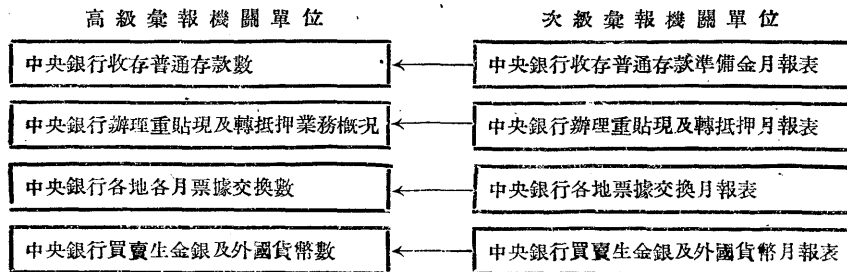 高級彙報機關單位 次級彙報機關單位
中央銀行收存普通存款數 中央銀行收存普通存款準備金月報表
中央銀行辦理重貼現及轉抵押業務概況 中央銀行辦理重貼現及轉抵押月報表
中央銀行各地各月票據交換數 中央銀行各地票據交換月報表
中央銀行買賣生金銀及外國貨幣數 中央銀行買賣生金銀及外國貨幣月報表